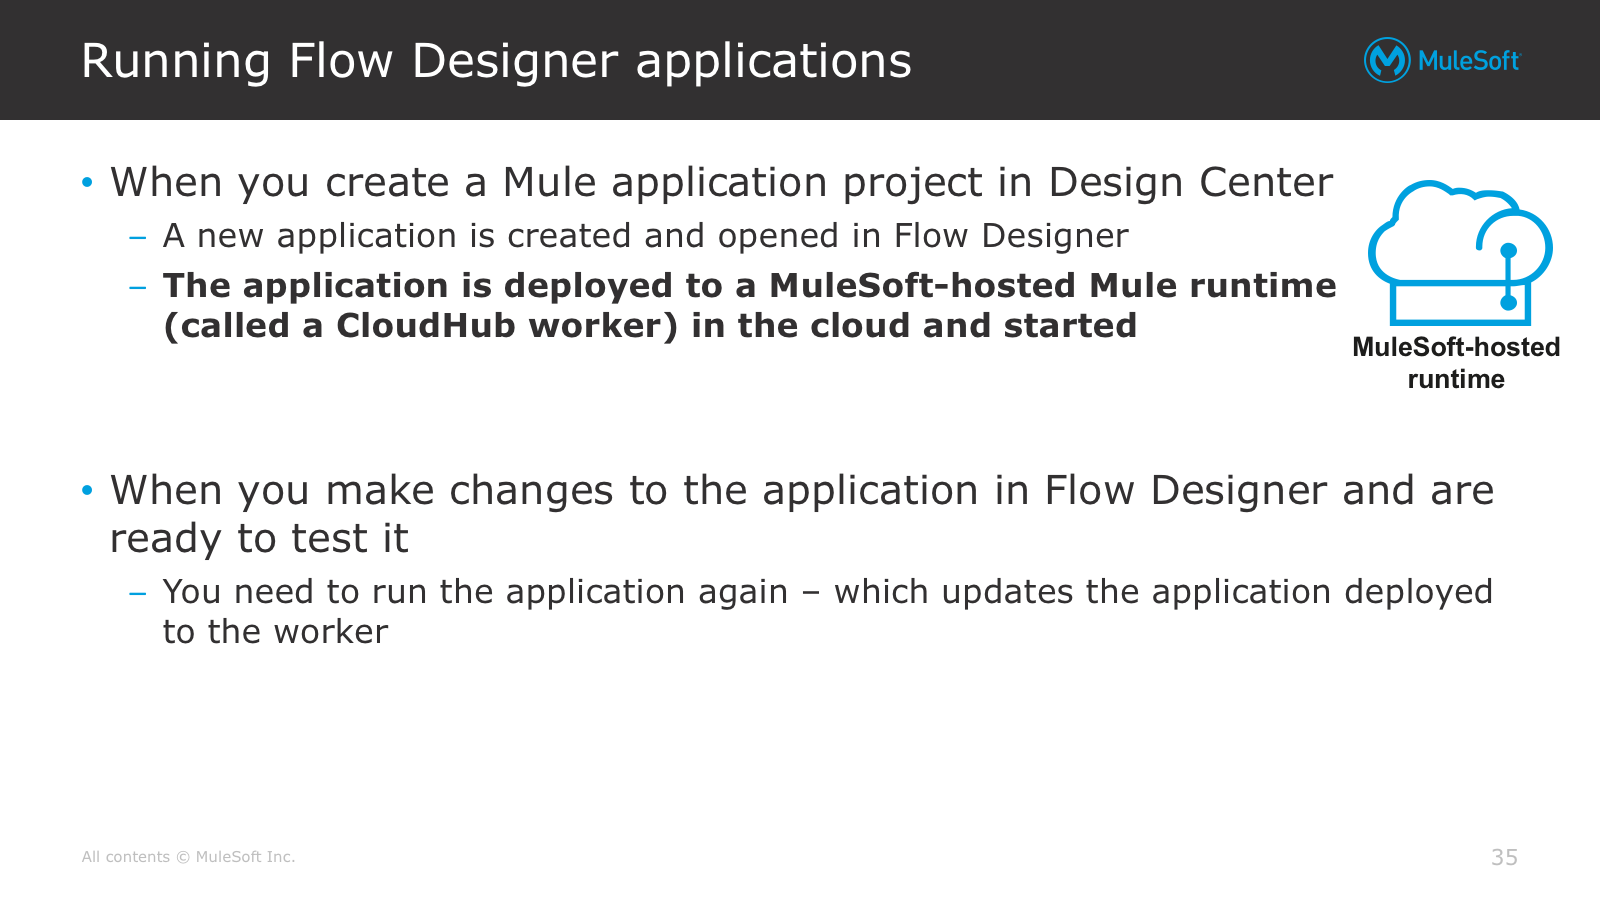 Running Flow Designer applications
MuleSoft
• When you create a Mule application project in Design Center
– A new application is created and opened in Flow Designer
– The application is deployed to a MuleSoft-hosted Mule runtime
(called a CloudHub worker) in the cloud and started
MuleSoft-hosted
runtime
• When you make changes to the application in Flow Designer and are
ready to test it
– You need to run the application again – which updates the application deployed
to the worker
All contents © MuleSoft Inc.
35